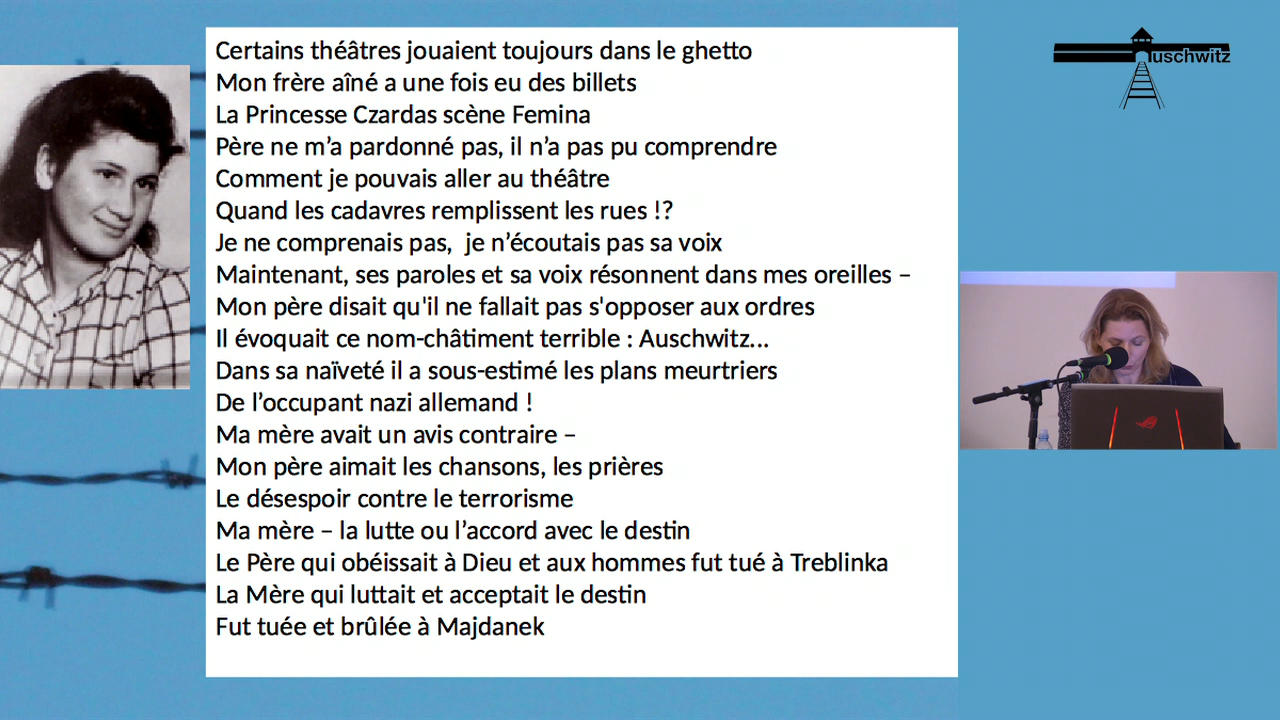 Certains théâtres jouaient toujours dans le ghetto
Mon frère aîné a une fois eu des billets
La Princesse Czardas scène Femina
Père ne m’a pardonné pas, il n’a pas pu comprendre
Comment je pouvais aller au théâtre
Quand les cadavres remplissent les rues !?
Je ne comprenais pas,  je n’écoutais pas sa voix
Maintenant, ses paroles et sa voix résonnent dans mes oreilles –
Mon père disait qu'il ne fallait pas s'opposer aux ordres
Il évoquait ce nom-châtiment terrible : Auschwitz...
Dans sa naïveté il a sous-estimé les plans meurtriers
De l’occupant nazi allemand !
Ma mère avait un avis contraire –
Mon père aimait les chansons, les prières
Le désespoir contre le terrorisme
Ma mère – la lutte ou l’accord avec le destin
Le Père qui obéissait à Dieu et aux hommes fut tué à Treblinka
La Mère qui luttait et acceptait le destin
Fut tuée et brûlée à Majdanek
Auschwitz